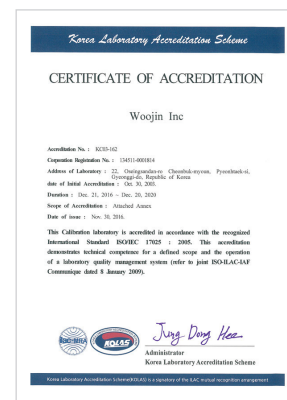 Korea Laboratory Accreditation Scheme
CERTIFICATE OF ACCREDITATION
Woojin Inc
Accreditation No. : KC03-162
Cooperation Registration No. : 134511-0001814
Address of Laboratory : 22, Oseongsandan-ro Cheonbuk-myoun, Pyeonhtaek-si,
Gyeonggi-do, Republic of Korea
date of Initial Accreditation : Oct. 30, 2003.
Duration : Dec. 21, 2016 ~ Dec. 20, 2020
Scope of Accreditation : Attached Annex
Date of issue : Nov. 30, 2016.
This Calibration laboratory is accredited in accordance with the recognized
International Standard ISO/IEC 17025 : 2005. This accreditation
demonstrates technical competence for a defined scope and the operation
of a laboratory quality management system (refer to joint ISO-ILAC-IAF
Communique dated 8 January 2009).
ilac-MRA
KOLAS
Jung Dong Hee
Administrator
Korea Laboratory Accreditation Scheme
Korea Laboratory Accreditation Scheme(KOLAS) is a signatory of the ILAC mutual recognition arrangement